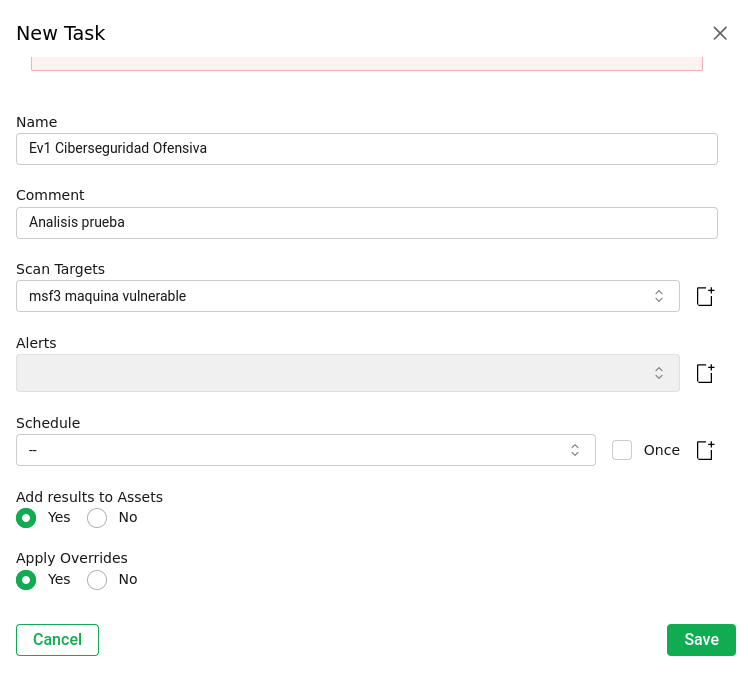 New Task
Name
Ev1 Ciberseguridad Ofensiva
Comment
Analisis prueba
Scan Targets
msf3 maquina vulnerable
Alerts
Schedule
--
Once
Add results to Assets
Yes No
Apply Overrides
Yes No
Cancel Save